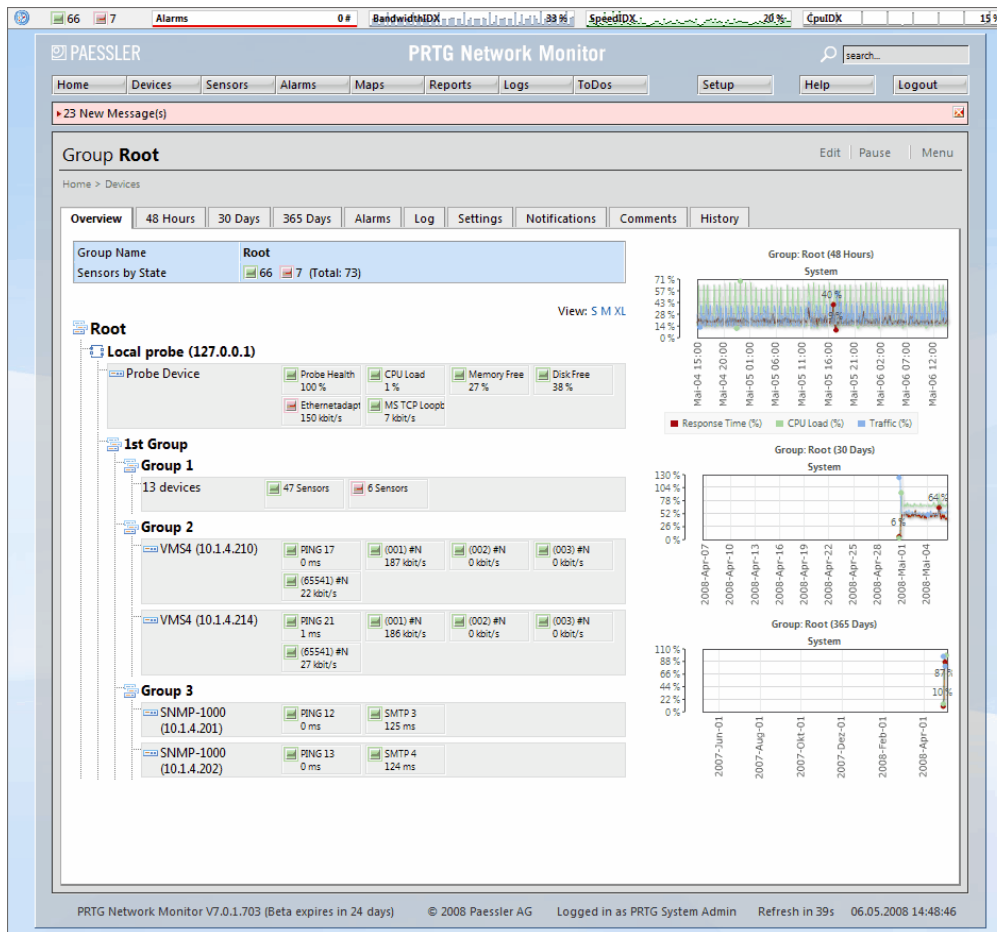 66 7 Alarms 0 # BandwidthIDX 33 % SpeedIDX 20 % CpuIDX 15 %
PAESSLER PRTG Network Monitor search...
Home Devices Sensors Alarms Maps Reports Logs ToDos Setup Help Logout
23 New Message(s)
Group Root Edit Pause Menu
Home > Devices
Overview 48 Hours 30 Days 365 Days Alarms Log Settings Notifications Comments History
Group Name Root
Sensors by State 66 7 (Total: 73)
View: S M XL
Root
Local probe (127.0.0.1)
Probe Device
Probe Health 100 %
CPU Load 1 %
Memory Free 27 %
Disk Free 38 %
Ethernetadapt 150 kbit/s
MS TCP Loopb 7 kbit/s
1st Group
Group 1
13 devices 47 Sensors 6 Sensors
Group 2
VMS4 (10.1.4.210)
PING 17 0 ms
(001) #N 187 kbit/s
(002) #N 0 kbit/s
(003) #N 0 kbit/s
(65541) #N 22 kbit/s
VMS4 (10.1.4.214)
PING 21 1 ms
(001) #N 186 kbit/s
(002) #N 0 kbit/s
(003) #N 0 kbit/s
(65541) #N 27 kbit/s
Group 3
SNMP-1000 (10.1.4.201)
PING 12 0 ms
SMTP 3 125 ms
SNMP-1000 (10.1.4.202)
PING 13 0 ms
SMTP 4 124 ms
Group: Root (48 Hours)
System
71 %
57 %
43 %
28 %
14 %
0 %
40 %
Mai-04 15:00
Mai-04 20:00
Mai-05 01:00
Mai-05 06:00
Mai-05 11:00
Mai-05 16:00
Mai-05 21:00
Mai-06 02:00
Mai-06 07:00
Mai-06 12:00
Response Time (%) CPU Load (%) Traffic (%)
Group: Root (30 Days)
System
130 %
104 %
78 %
52 %
26 %
0 %
64 %
6 %
2008-Apr-07
2008-Apr-10
2008-Apr-13
2008-Apr-16
2008-Apr-19
2008-Apr-22
2008-Apr-25
2008-Apr-28
2008-Mai-01
2008-Mai-04
Group: Root (365 Days)
System
110 %
88 %
66 %
44 %
22 %
0 %
87 %
10 %
2007-Jun-01
2007-Aug-01
2007-Okt-01
2007-Dez-01
2008-Feb-01
2008-Apr-01
PRTG Network Monitor V7.0.1.703 (Beta expires in 24 days) © 2008 Paessler AG Logged in as PRTG System Admin Refresh in 39s 06.05.2008 14:48:46